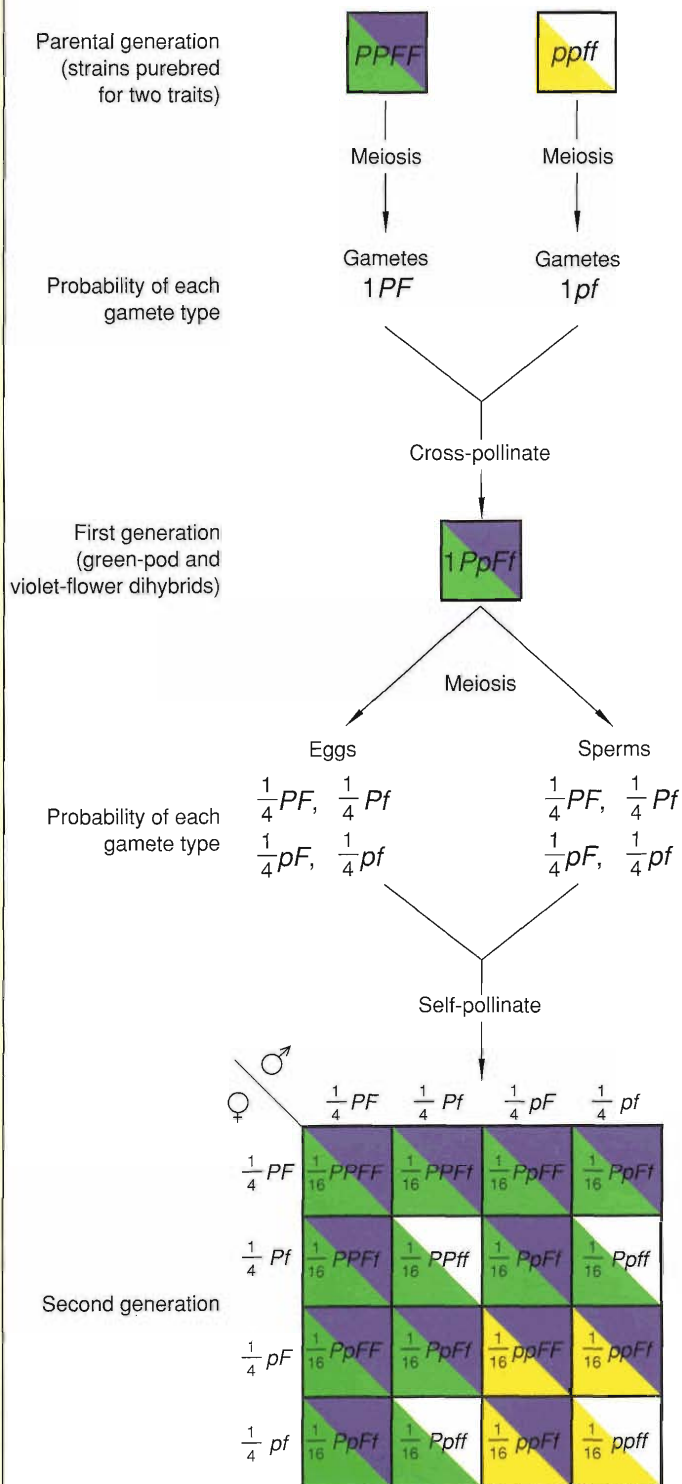 Parental generation
(strains purebred
for two traits)
PPFF
ppff
Meiosis
Meiosis
Gametes
Gametes
Probability of each
gamete type
1PF
1pf
Cross-pollinate
First generation
(green-pod and
violet-flower dihybrids)
1PpFf
Meiosis
Eggs
Sperms
Probability of each
gamete type
1/4 PF, 1/4 Pf
1/4 pF, 1/4 pf
1/4 PF, 1/4 Pf
1/4 pF, 1/4 pf
Self-pollinate
♂
♀
1/4 PF 1/4 Pf 1/4 pF 1/4 pf
1/4 PF 1/16 PPFF 1/16 PPFf 1/16 PpFF 1/16 PpFf
1/4 Pf 1/16 PPFf 1/16 PPff 1/16 PpFf 1/16 Ppff
Second generation
1/4 pF 1/16 PpFF 1/16 PpFf 1/16 ppFF 1/16 ppFf
1/4 pf 1/16 PpFf 1/16 Ppff 1/16 ppFf 1/16 ppff